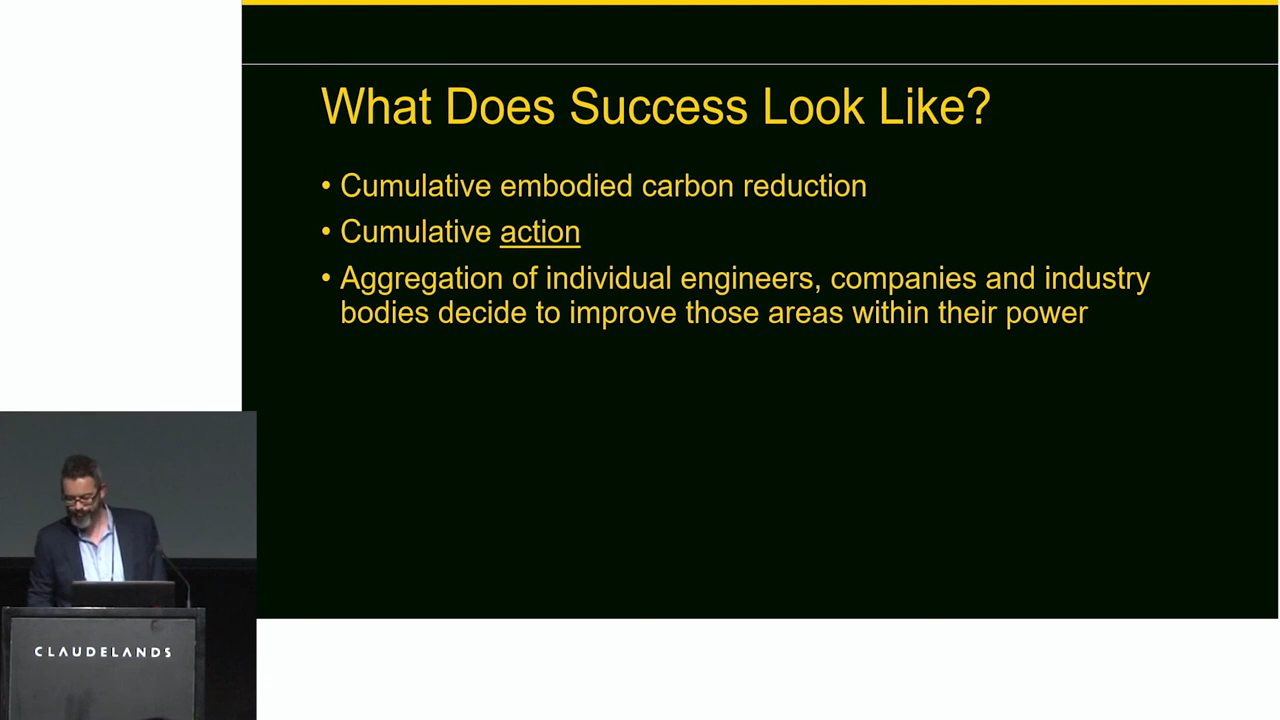 What Does Success Look Like?
• Cumulative embodied carbon reduction
• Cumulative action
• Aggregation of individual engineers, companies and industry
bodies decide to improve those areas within their power
CLAUDELANDS